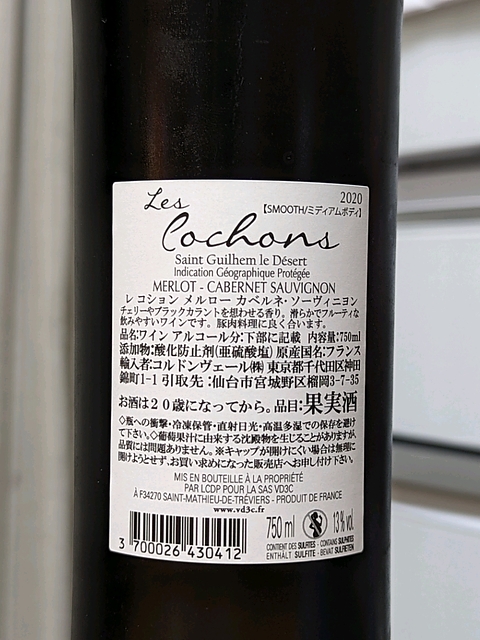 Les
2020
【SMOOTH/ミディアムボディ】
Cochons
Saint Guilhem le Désert
Indication Géographique Protégée
MERLOT - CABERNET SAUVIGNON
レ コション メルロー カベルネ・ソーヴィニヨン
チェリーやブラックカラントを想わせる香り。滑らかでフルーティな
飲みやすいワインです。豚肉料理に良く合います。
品名:ワイン アルコール分:下部に記載 内容量:750ml
添加物:酸化防止剤(亜硫酸塩) 原産国名:フランス
輸入者:コルドンヴェール㈱ 東京都千代田区神田
錦町1-1 引取先:仙台市宮城野区榴岡3-7-35
お酒は20歳になってから。品目:果実酒
◇瓶への衝撃・冷凍保管・直射日光・高温多湿での保存を避け
て下さい。◇葡萄果汁に由来する沈殿物を生じることがありますが、
品質には問題ありません。※キャップが開けにくい場合は無理に
開けようとせず、お買い求めになった販売店へお申し付け下さい。
MIS EN BOUTEILLE À LA PROPRIÉTÉ
PAR LCDP POUR LA SAS VD3C
À F34270 SAINT-MATHIEU-DE-TRÉVIERS - PRODUIT DE FRANCE
www.vd3c.fr
750 ml
13% vol.
CONTIENT DES SULFITES - CONTAINS SULPHITES
ENTHÄLT SULFITE - BEVAT SULFIETEN
3 700026 430412